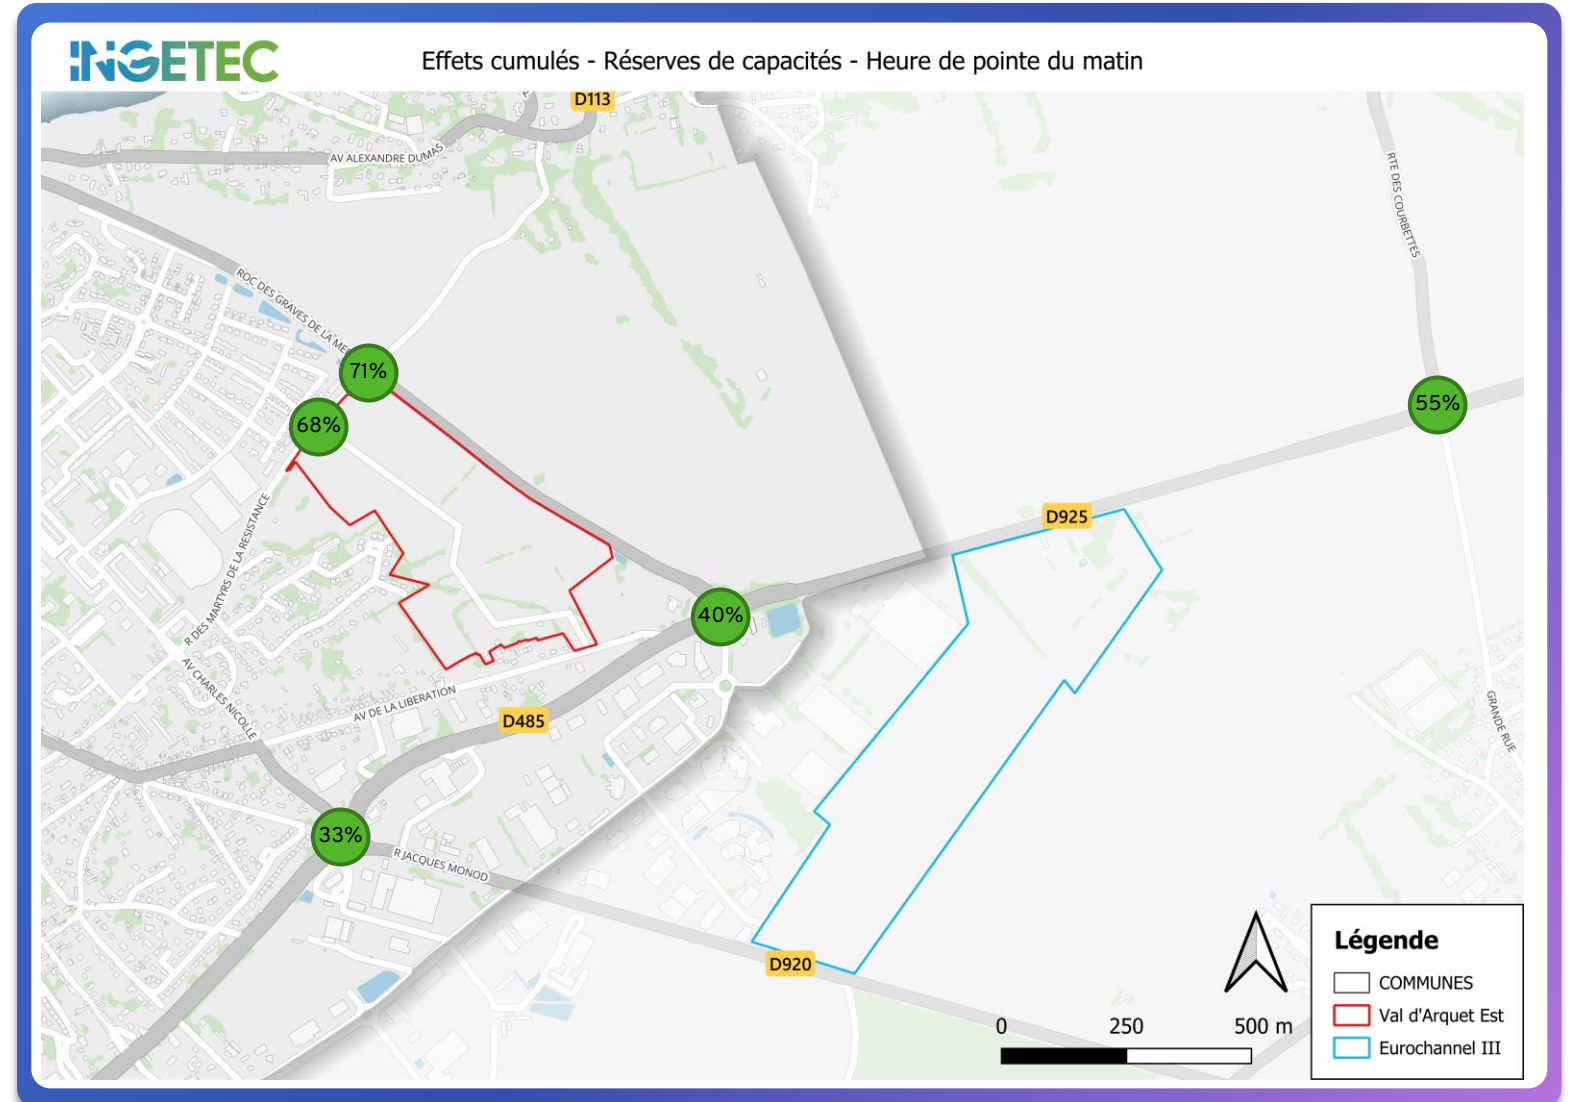 INGETEC
Effets cumulés - Réserves de capacités - Heure de pointe du matin
D113
AV ALEXANDRE DUMAS
RTE DES COURBETTES
ROC DES GRAVES DE LA ME
71%
68%
55%
D925
R DES MARTYRS DE LA RESISTANCE
40%
AV CHARLES NICOLLE
AV DE LA LIBERATION
D485
GRANDE RUE
33%
R JACQUES MONOD
D920
Légende
COMMUNES
Val d'Arquet Est
Eurochannel III
0 250 500 m